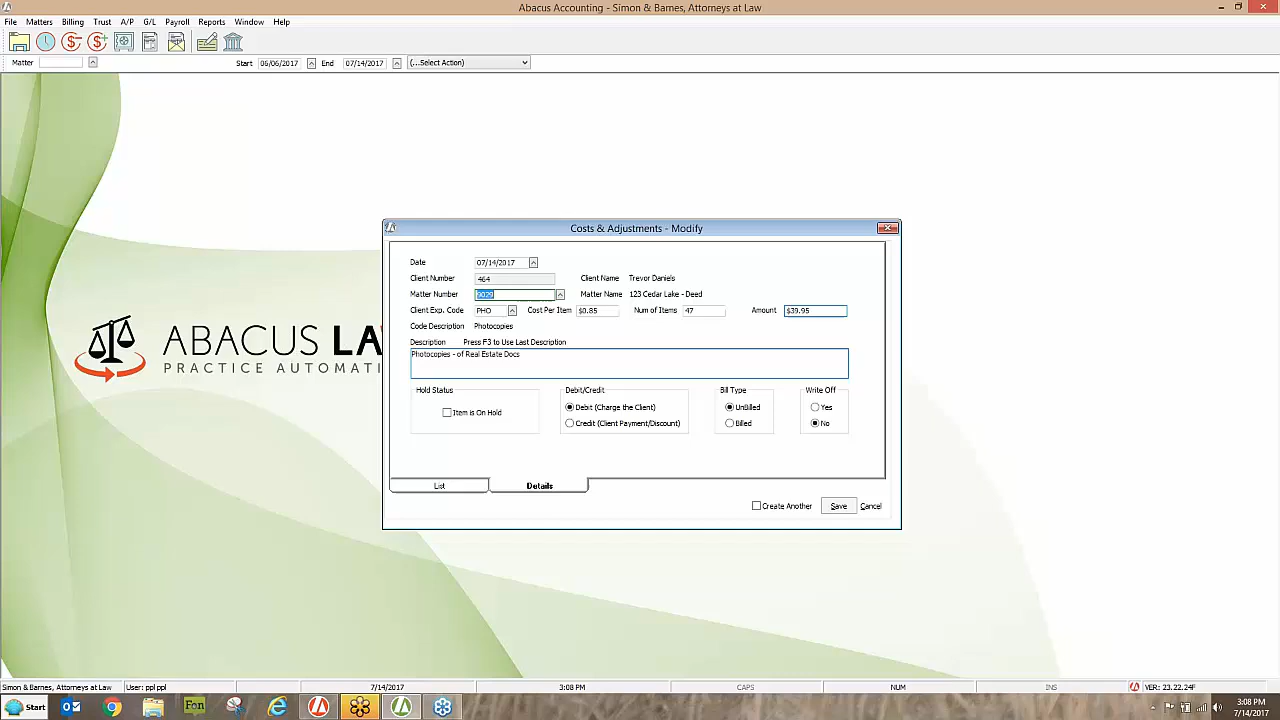 Abacus Accounting - Simon & Barnes, Attorneys at Law
File Matters Billing Trust A/P G/L Payroll Reports Window Help
Matter Start 06/06/2017 End 07/14/2017 (...Select Action)
ABACUS LA
PRACTICE AUTOMATI
Costs & Adjustments - Modify
Date 07/14/2017
Client Number 464 Client Name Trevor Daniels
Matter Number 0029 Matter Name 123 Cedar Lake - Deed
Client Exp. Code PHO Cost Per Item $0.85 Num of Items 47 Amount $39.95
Code Description Photocopies
Description Press F3 to Use Last Description
Photocopies - of Real Estate Docs
Hold Status Debit/Credit Bill Type Write Off
Item is On Hold Debit (Charge the Client) UnBilled Yes
Credit (Client Payment/Discount) Billed No
List Details
Create Another Save Cancel
Simon & Barnes, Attorneys at Law User: ppl ppl 7/14/2017 3:08 PM CAPS NUM INS VER: 23.22.24F
Start Fon 3:08 PM
7/14/2017